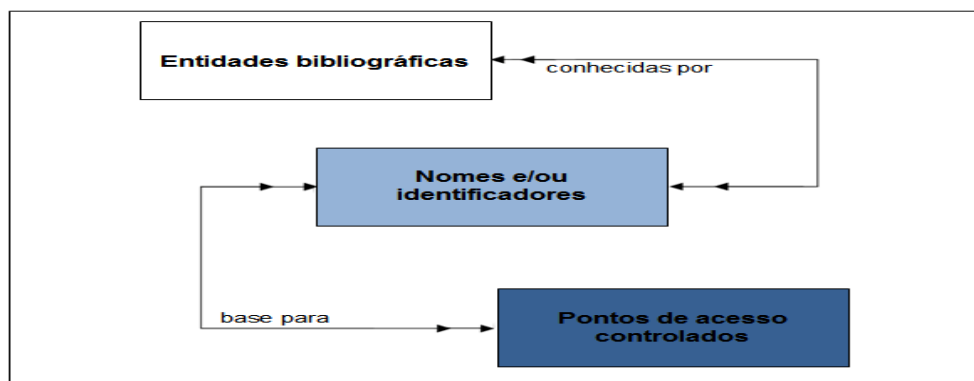 Entidades bibliográficas
conhecidas por
Nomes e/ou
identificadores
base para
Pontos de acesso
controlados